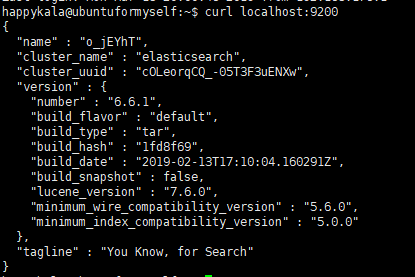 happykala@ubuntuformyself:~$ curl localhost:9200
{
  "name" : "o_jEYhT",
  "cluster_name" : "elasticsearch",
  "cluster_uuid" : "cOLeorqCQ_-05T3F3uENXw",
  "version" : {
    "number" : "6.6.1",
    "build_flavor" : "default",
    "build_type" : "tar",
    "build_hash" : "1fd8f69",
    "build_date" : "2019-02-13T17:10:04.160291Z",
    "build_snapshot" : false,
    "lucene_version" : "7.6.0",
    "minimum_wire_compatibility_version" : "5.6.0",
    "minimum_index_compatibility_version" : "5.0.0"
  },
  "tagline" : "You Know, for Search"
}